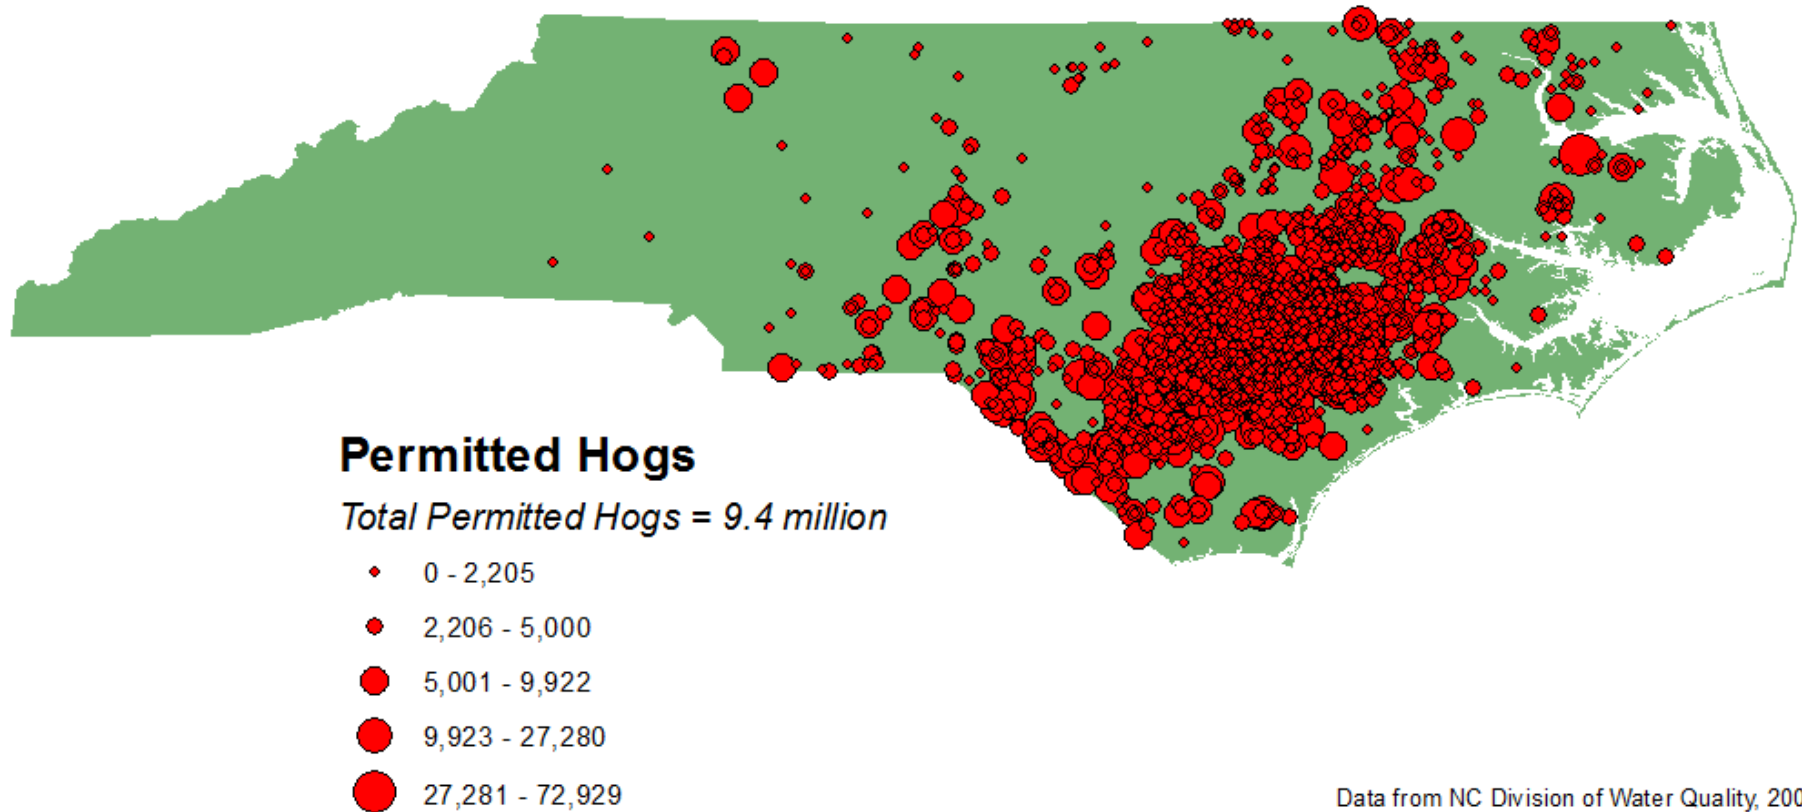 Permitted Hogs
Total Permitted Hogs = 9.4 million
0 - 2,205
2,206 - 5,000
5,001 - 9,922
9,923 - 27,280
27,281 - 72,929
Data from NC Division of Water Quality, 200